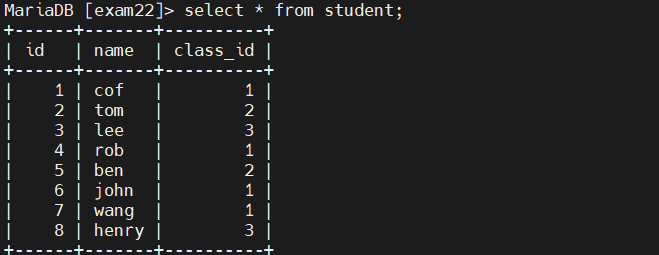 MariaDB [exam22]> select * from student;
+------+-------+----------+
| id   | name  | class_id |
+------+-------+----------+
|    1 | cof   |        1 |
|    2 | tom   |        2 |
|    3 | lee   |        3 |
|    4 | rob   |        1 |
|    5 | ben   |        2 |
|    6 | john  |        1 |
|    7 | wang  |        1 |
|    8 | henry |        3 |
+------+-------+----------+